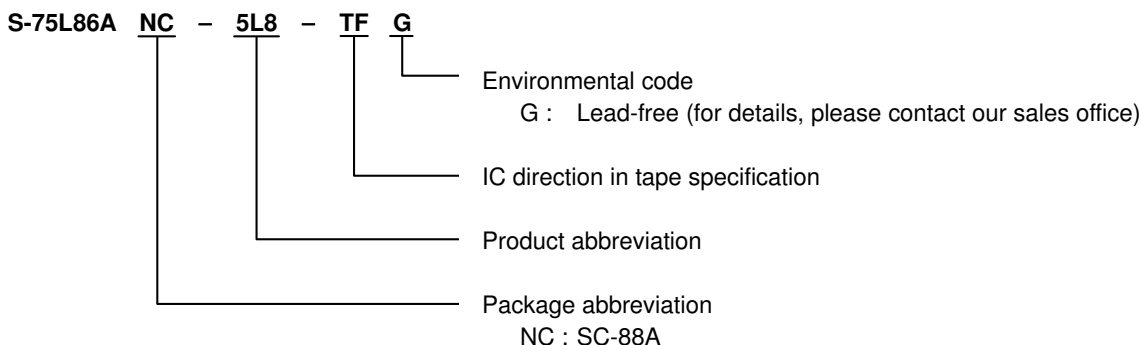 S-75L86A NC – 5L8 – TF G
Environmental code
G : Lead-free (for details, please contact our sales office)
IC direction in tape specification
Product abbreviation
Package abbreviation
NC : SC-88A